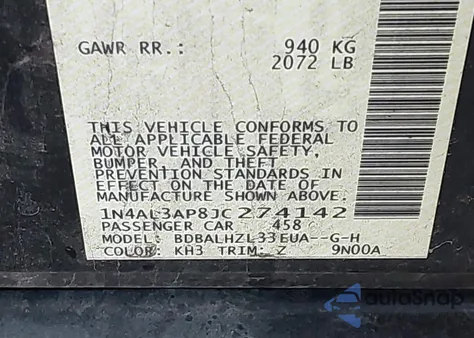 GAWR RR.: 940 KG
2072 LB
THIS VEHICLE CONFORMS TO
ALL APPLICABLE FEDERAL
MOTOR VEHICLE SAFETY,
BUMPER, AND THEFT
PREVENTION STANDARDS IN
EFFECT ON THE DATE OF
MANUFACTURE SHOWN ABOVE.
1N4AL3AP8JC274142
PASSENGER CAR 458
MODEL: BDBALHZL33EUA--G-H
COLOR: KH3 TRIM: Z 9N00A
AutoSnap